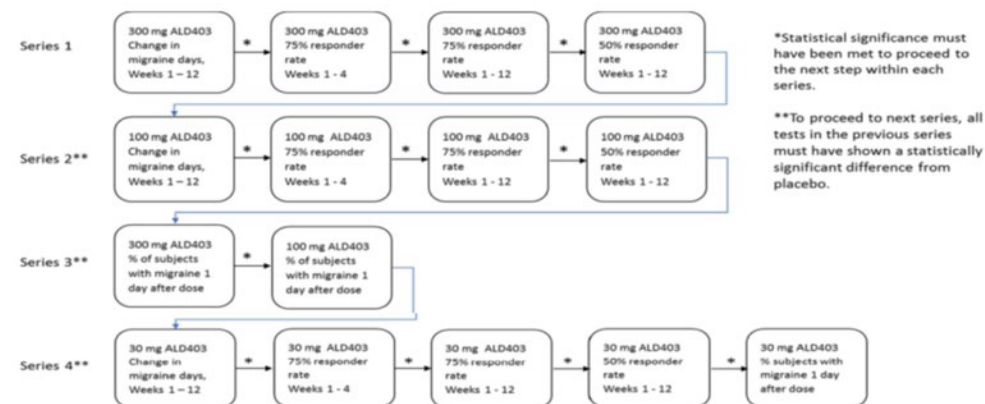 Series 1
300 mg ALD403
Change in
migraine days,
Weeks 1 – 12
*
300 mg ALD403
75% responder
rate
Weeks 1 - 4
*
300 mg ALD403
75% responder
rate
Weeks 1 - 12
*
300 mg ALD403
50% responder
rate
Weeks 1 - 12
*Statistical significance must
have been met to proceed to
the next step within each
series.
**To proceed to next series, all
tests in the previous series
must have shown a statistically
significant difference from
placebo.
Series 2**
100 mg ALD403
Change in
migraine days,
Weeks 1 – 12
*
100 mg ALD403
75% responder
rate
Weeks 1 - 4
*
100 mg ALD403
75% responder
rate
Weeks 1 - 12
*
100 mg ALD403
50% responder
rate
Weeks 1 - 12
Series 3**
300 mg ALD403
% of subjects
with migraine 1
day after dose
*
100 mg ALD403
% of subjects
with migraine 1
day after dose
Series 4**
30 mg ALD403
Change in
migraine days,
Weeks 1 – 12
*
30 mg ALD403
75% responder
rate
Weeks 1 - 4
*
30 mg ALD403
75% responder
rate
Weeks 1 - 12
*
30 mg ALD403
50% responder
rate
Weeks 1 - 12
*
30 mg ALD403
% subjects with
migraine 1 day
after dose